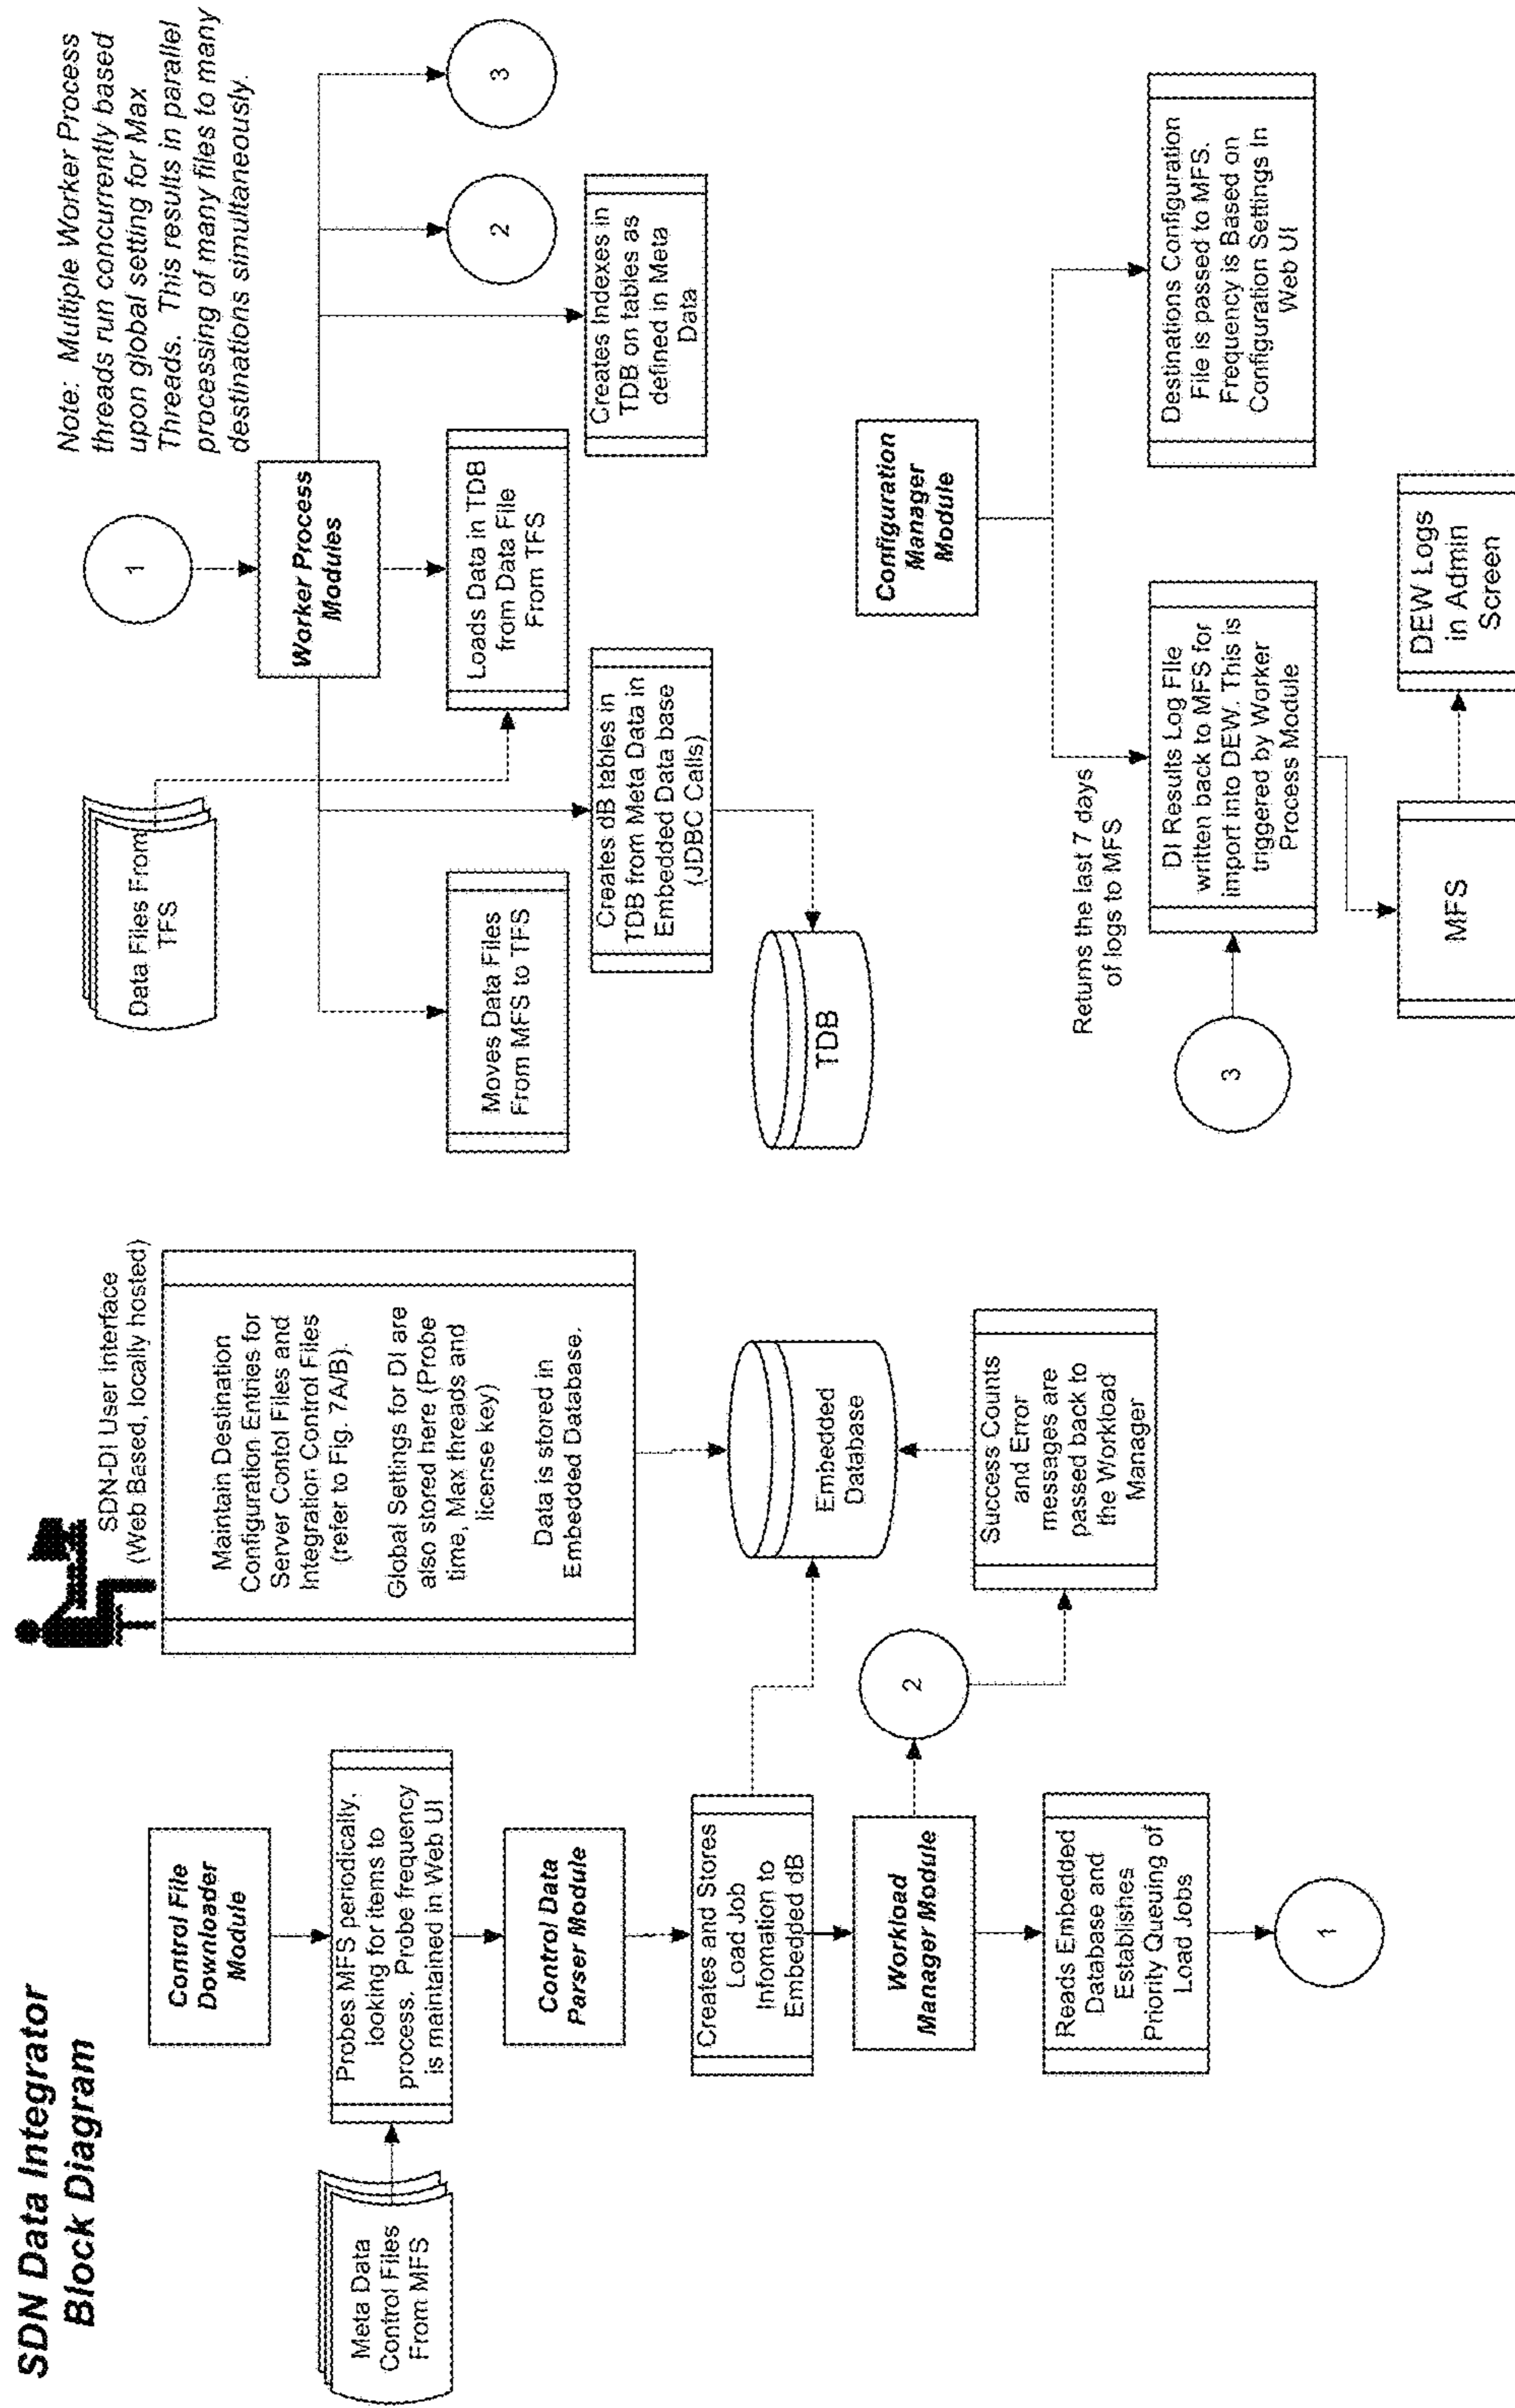 SDN Data Integrator
Block Diagram
Meta Data
Control Files
From MFS
Control File
Downloader
Module
Probes MFS periodically,
looking for items to
process. Probe frequency
is maintained in Web UI
Control Data
Parser Module
Creates and Stores
Load Job
Infomation to
Embedded dB
Workload
Manager Module
Reads Embedded
Database and
Establishes
Priority Queuing of
Load Jobs
1
2
SDN-DI User Interface
(Web Based, locally hosted)
Maintain Destination
Configuration Entries for
Server Control Files and
Integration Control Files
(refer to Fig. 7A/B).
Global Settings for DI are
also stored here (Probe
time, Max threads and
license key)
Data is stored in
Embedded Database.
Embedded
Database
Success Counts
and Error
messages are
passed back to
the Workload
Manager
Note: Multiple Worker Process
threads run concurrently based
upon global setting for Max
Threads. This results in parallel
processing of many files to many
destinations simultaneously.
1
Data Files From
TFS
Worker Process
Modules
Moves Data Files
From MFS to TFS
Loads Data in TDB
from Data File
From TFS
2
3
Creates dB tables in
TDB from Meta Data in
Embedded Data base
(JDBC Calls)
Creates Indexes in
TDB on tables as
defined in Meta
Data
TDB
Configuration
Manager
Module
Returns the last 7 days
of logs to MFS
3
DI Results Log File
written back to MFS for
import into DEW. This is
triggered by Worker
Process Module
Destinations Configuration
File is passed to MFS.
Frequency is Based on
Configuration Settings In
Web UI
MFS
DEW Logs
in Admin
Screen